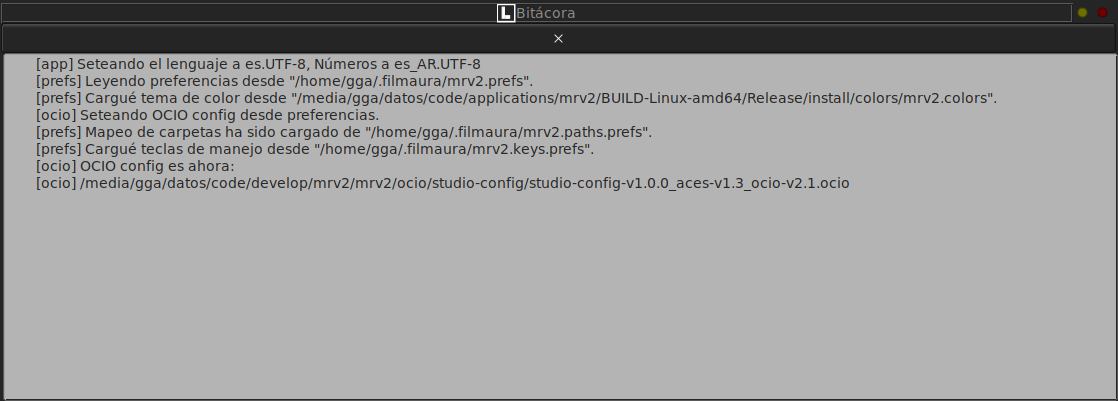 L Bitácora
×
[app] Seteando el lenguaje a es.UTF-8, Números a es_AR.UTF-8
[prefs] Leyendo preferencias desde "/home/gga/.filmaura/mrv2.prefs".
[prefs] Cargué tema de color desde "/media/gga/datos/code/applications/mrv2/BUILD-Linux-amd64/Release/install/colors/mrv2.colors".
[ocio] Seteando OCIO config desde preferencias.
[prefs] Mapeo de carpetas ha sido cargado de "/home/gga/.filmaura/mrv2.paths.prefs".
[prefs] Cargué teclas de manejo desde "/home/gga/.filmaura/mrv2.keys.prefs".
[ocio] OCIO config es ahora:
[ocio] /media/gga/datos/code/develop/mrv2/mrv2/ocio/studio-config/studio-config-v1.0.0_aces-v1.3_ocio-v2.1.ocio